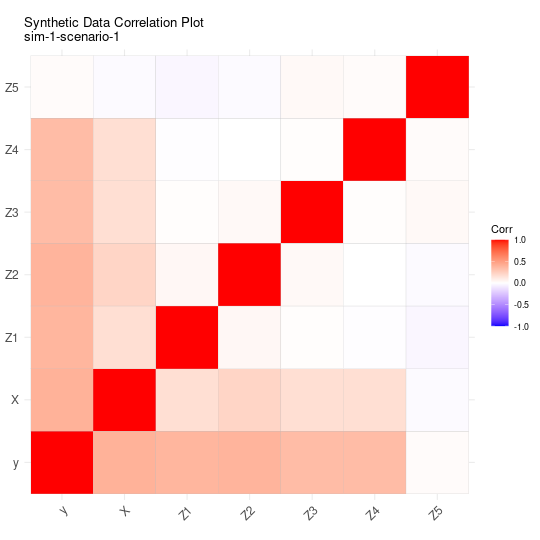 Synthetic Data Correlation Plot
sim-1-scenario-1
Z5
Z4
Z3
Z2
Z1
X
y
y
X
Z1
Z2
Z3
Z4
Z5
Corr
1.0
0.5
0.0
-0.5
-1.0